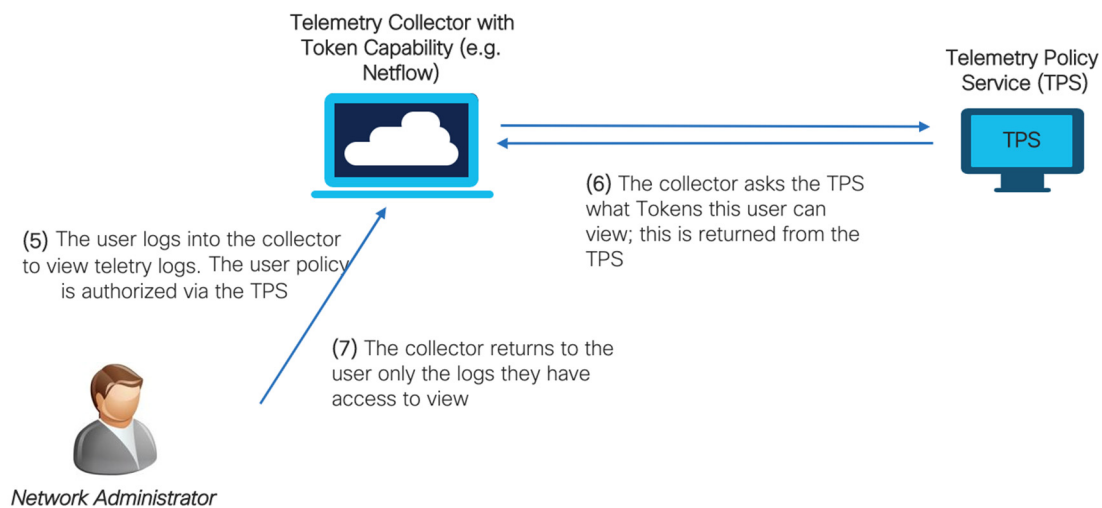 Telemetry Collector with
Token Capability (e.g.
Netflow)
Telemetry Policy
Service (TPS)
TPS
(6) The collector asks the TPS
what Tokens this user can
view; this is returned from the
TPS
(5) The user logs into the collector
to view teletry logs. The user policy
is authorized via the TPS
(7) The collector returns to the
user only the logs they have
access to view
Network Administrator